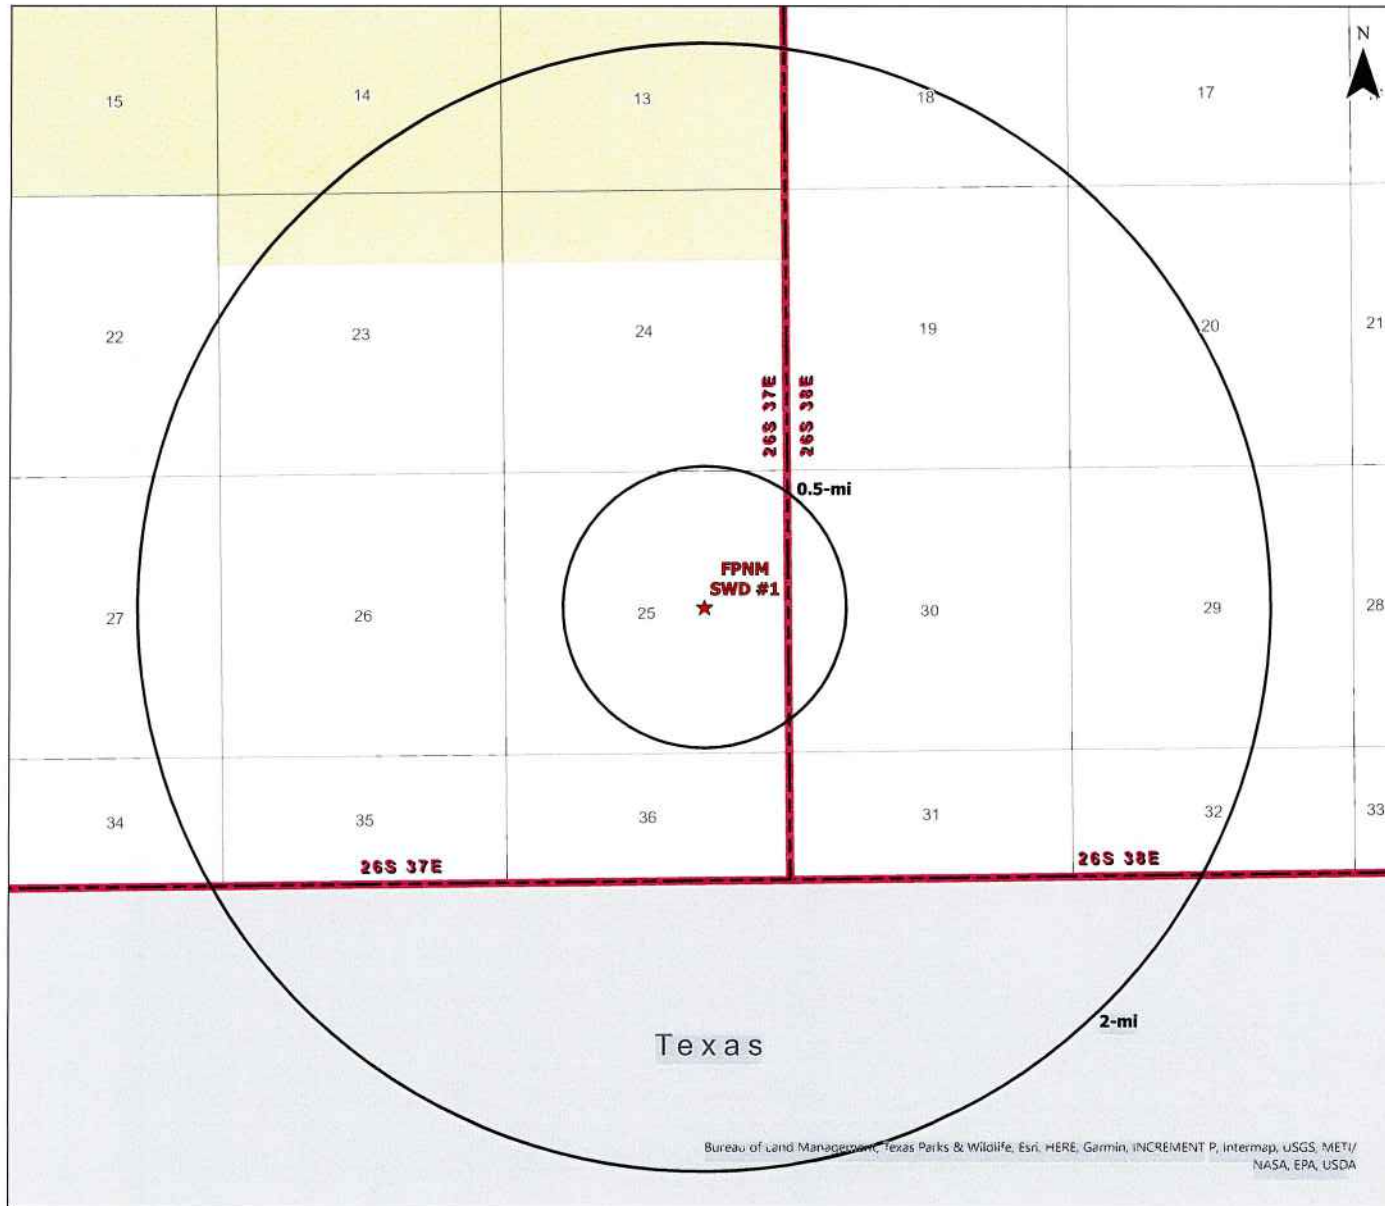 N
15
14
13
18
17
22
23
24
19
20
21
26S 37E
26S 38E
0.5-mi
FPNM
SWD #1
27
26
25
30
29
28
34
35
36
31
32
33
26S 37E
26S 38E
Texas
2-mi
Bureau of Land Management, Texas Parks & Wildlife, Esri, HERE, Garmin, INCREMENT P, Intermap, USGS, METI/
NASA, EPA, USDA